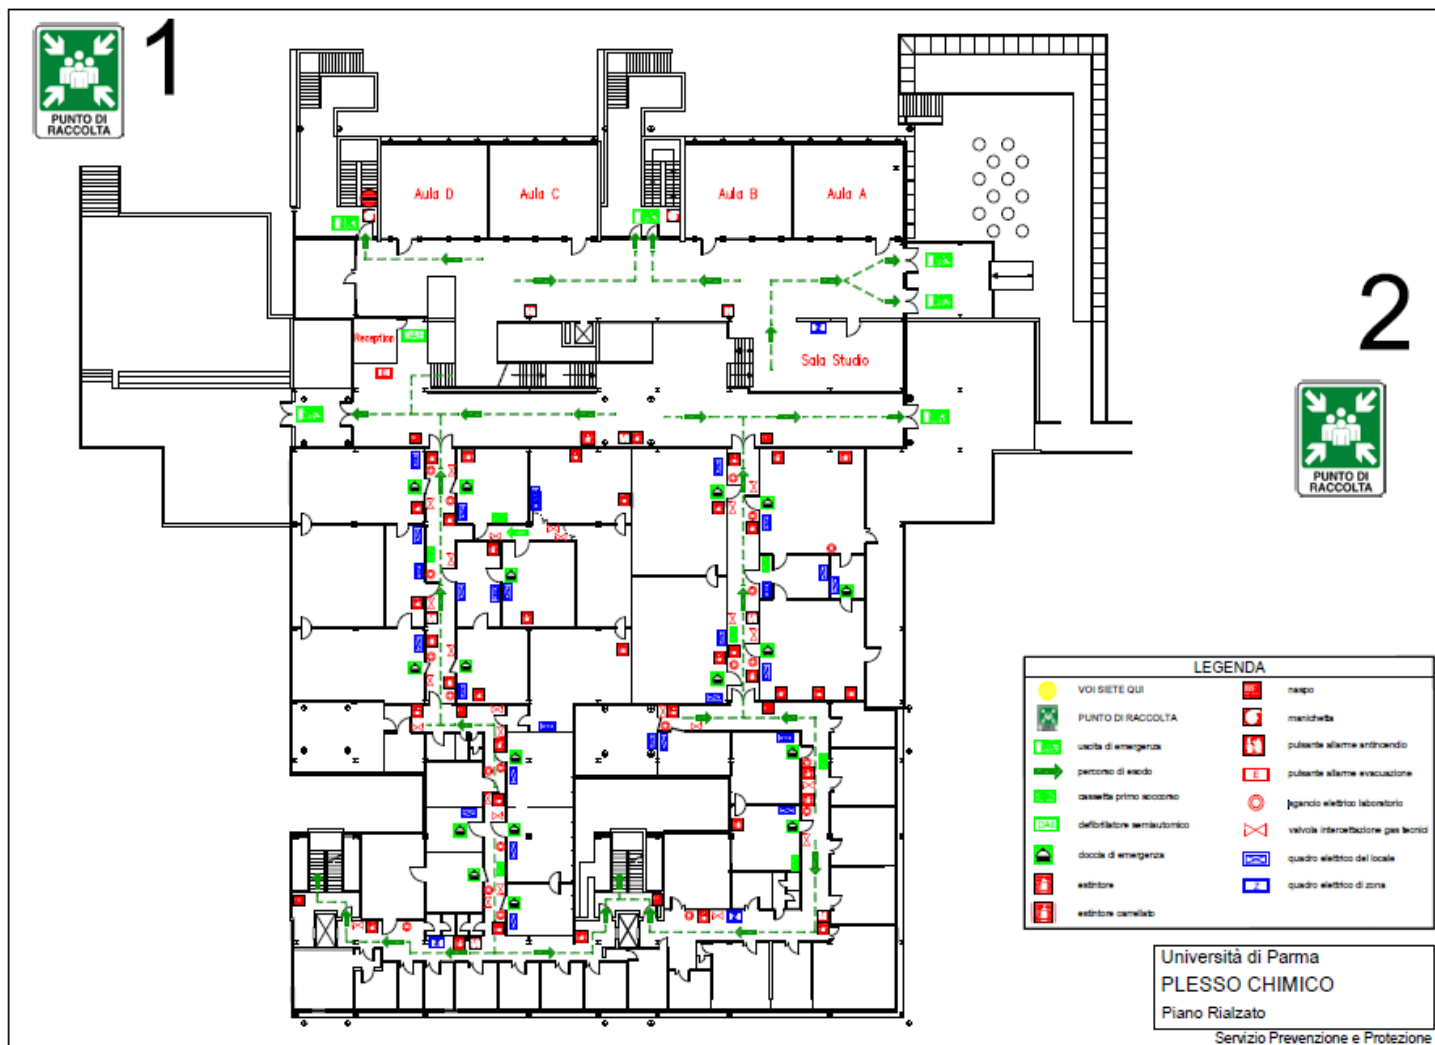 1
PUNTO DI
RACCOLTA
Aula D
Aula C
Aula B
Aula A
Reception
Sala Studio
2
PUNTO DI
RACCOLTA
LEGENDA
VOI SIETE QUI
PUNTO DI RACCOLTA
uscita di emergenza
percorso di esodo
cassetta primo soccorso
DAE
defibrillatore semiautomico
doccia di emergenza
estintore
estintore carrellato
naspo
manichetta
pulsante allarme antincendio
E
pulsante allarme evacuazione
sgancio elettrico laboratorio
valvola intercettazione gas tecnici
quadro elettrico del locale
Z
quadro elettrico di zona
Università di Parma
PLESSO CHIMICO
Piano Rialzato
Servizio Prevenzione e Protezione